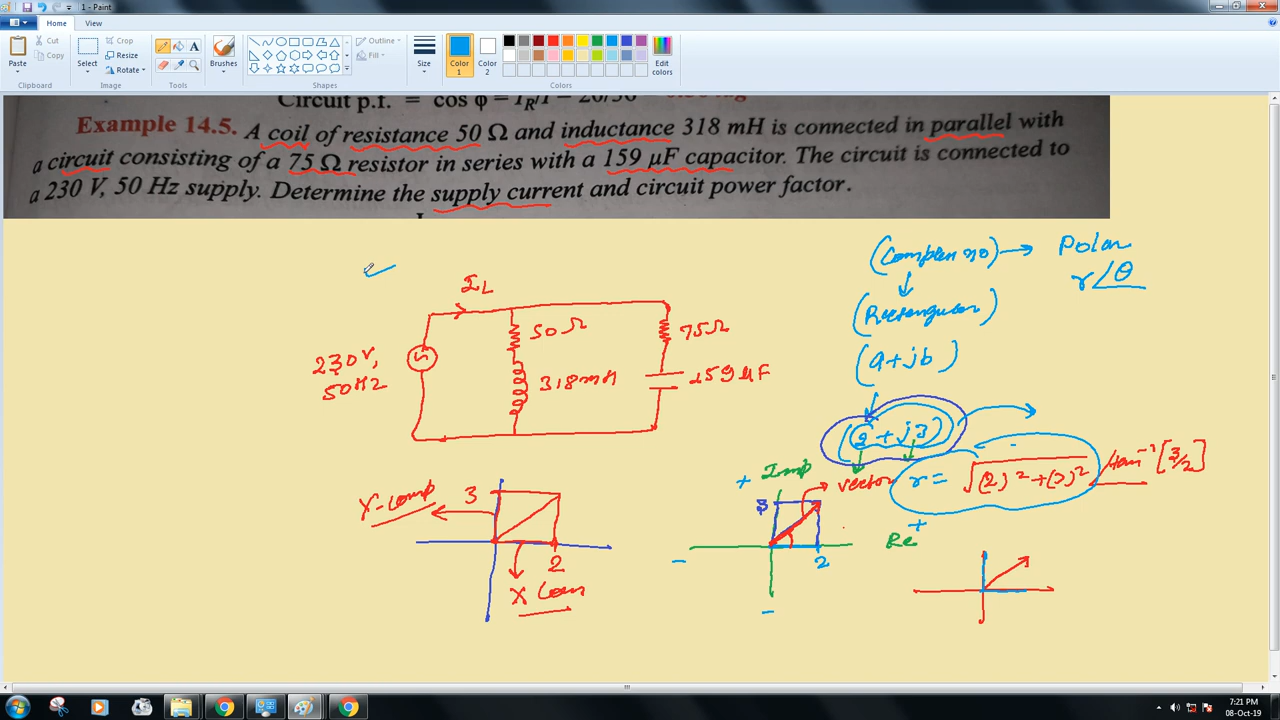 1 - Paint
Home
View
Paste
Cut
Copy
Clipboard
Select
Crop
Resize
Rotate
Image
Tools
Brushes
Outline
Fill
Shapes
Size
Color 1
Color 2
Edit colors
Colors
Circuit p.f. = cos φ =
Example 14.5. A coil of resistance 50 Ω and inductance 318 mH is connected in parallel with
a circuit consisting of a 75 Ω resistor in series with a 159 μF capacitor. The circuit is connected to
a 230 V, 50 Hz supply. Determine the supply current and circuit power factor.
IL
50Ω
318mH
75Ω
159μF
230V,
50Hz
(Complex no) → Polar
r∠θ
(Rectangular)
(a+jb)
(2+j3)
r = √(2)²+(3)² tan⁻¹[3/2]
X-Comp
3
2
X Com
+ Imp
vector
3
2
Re +
-
-
7:21 PM
08-Oct-19